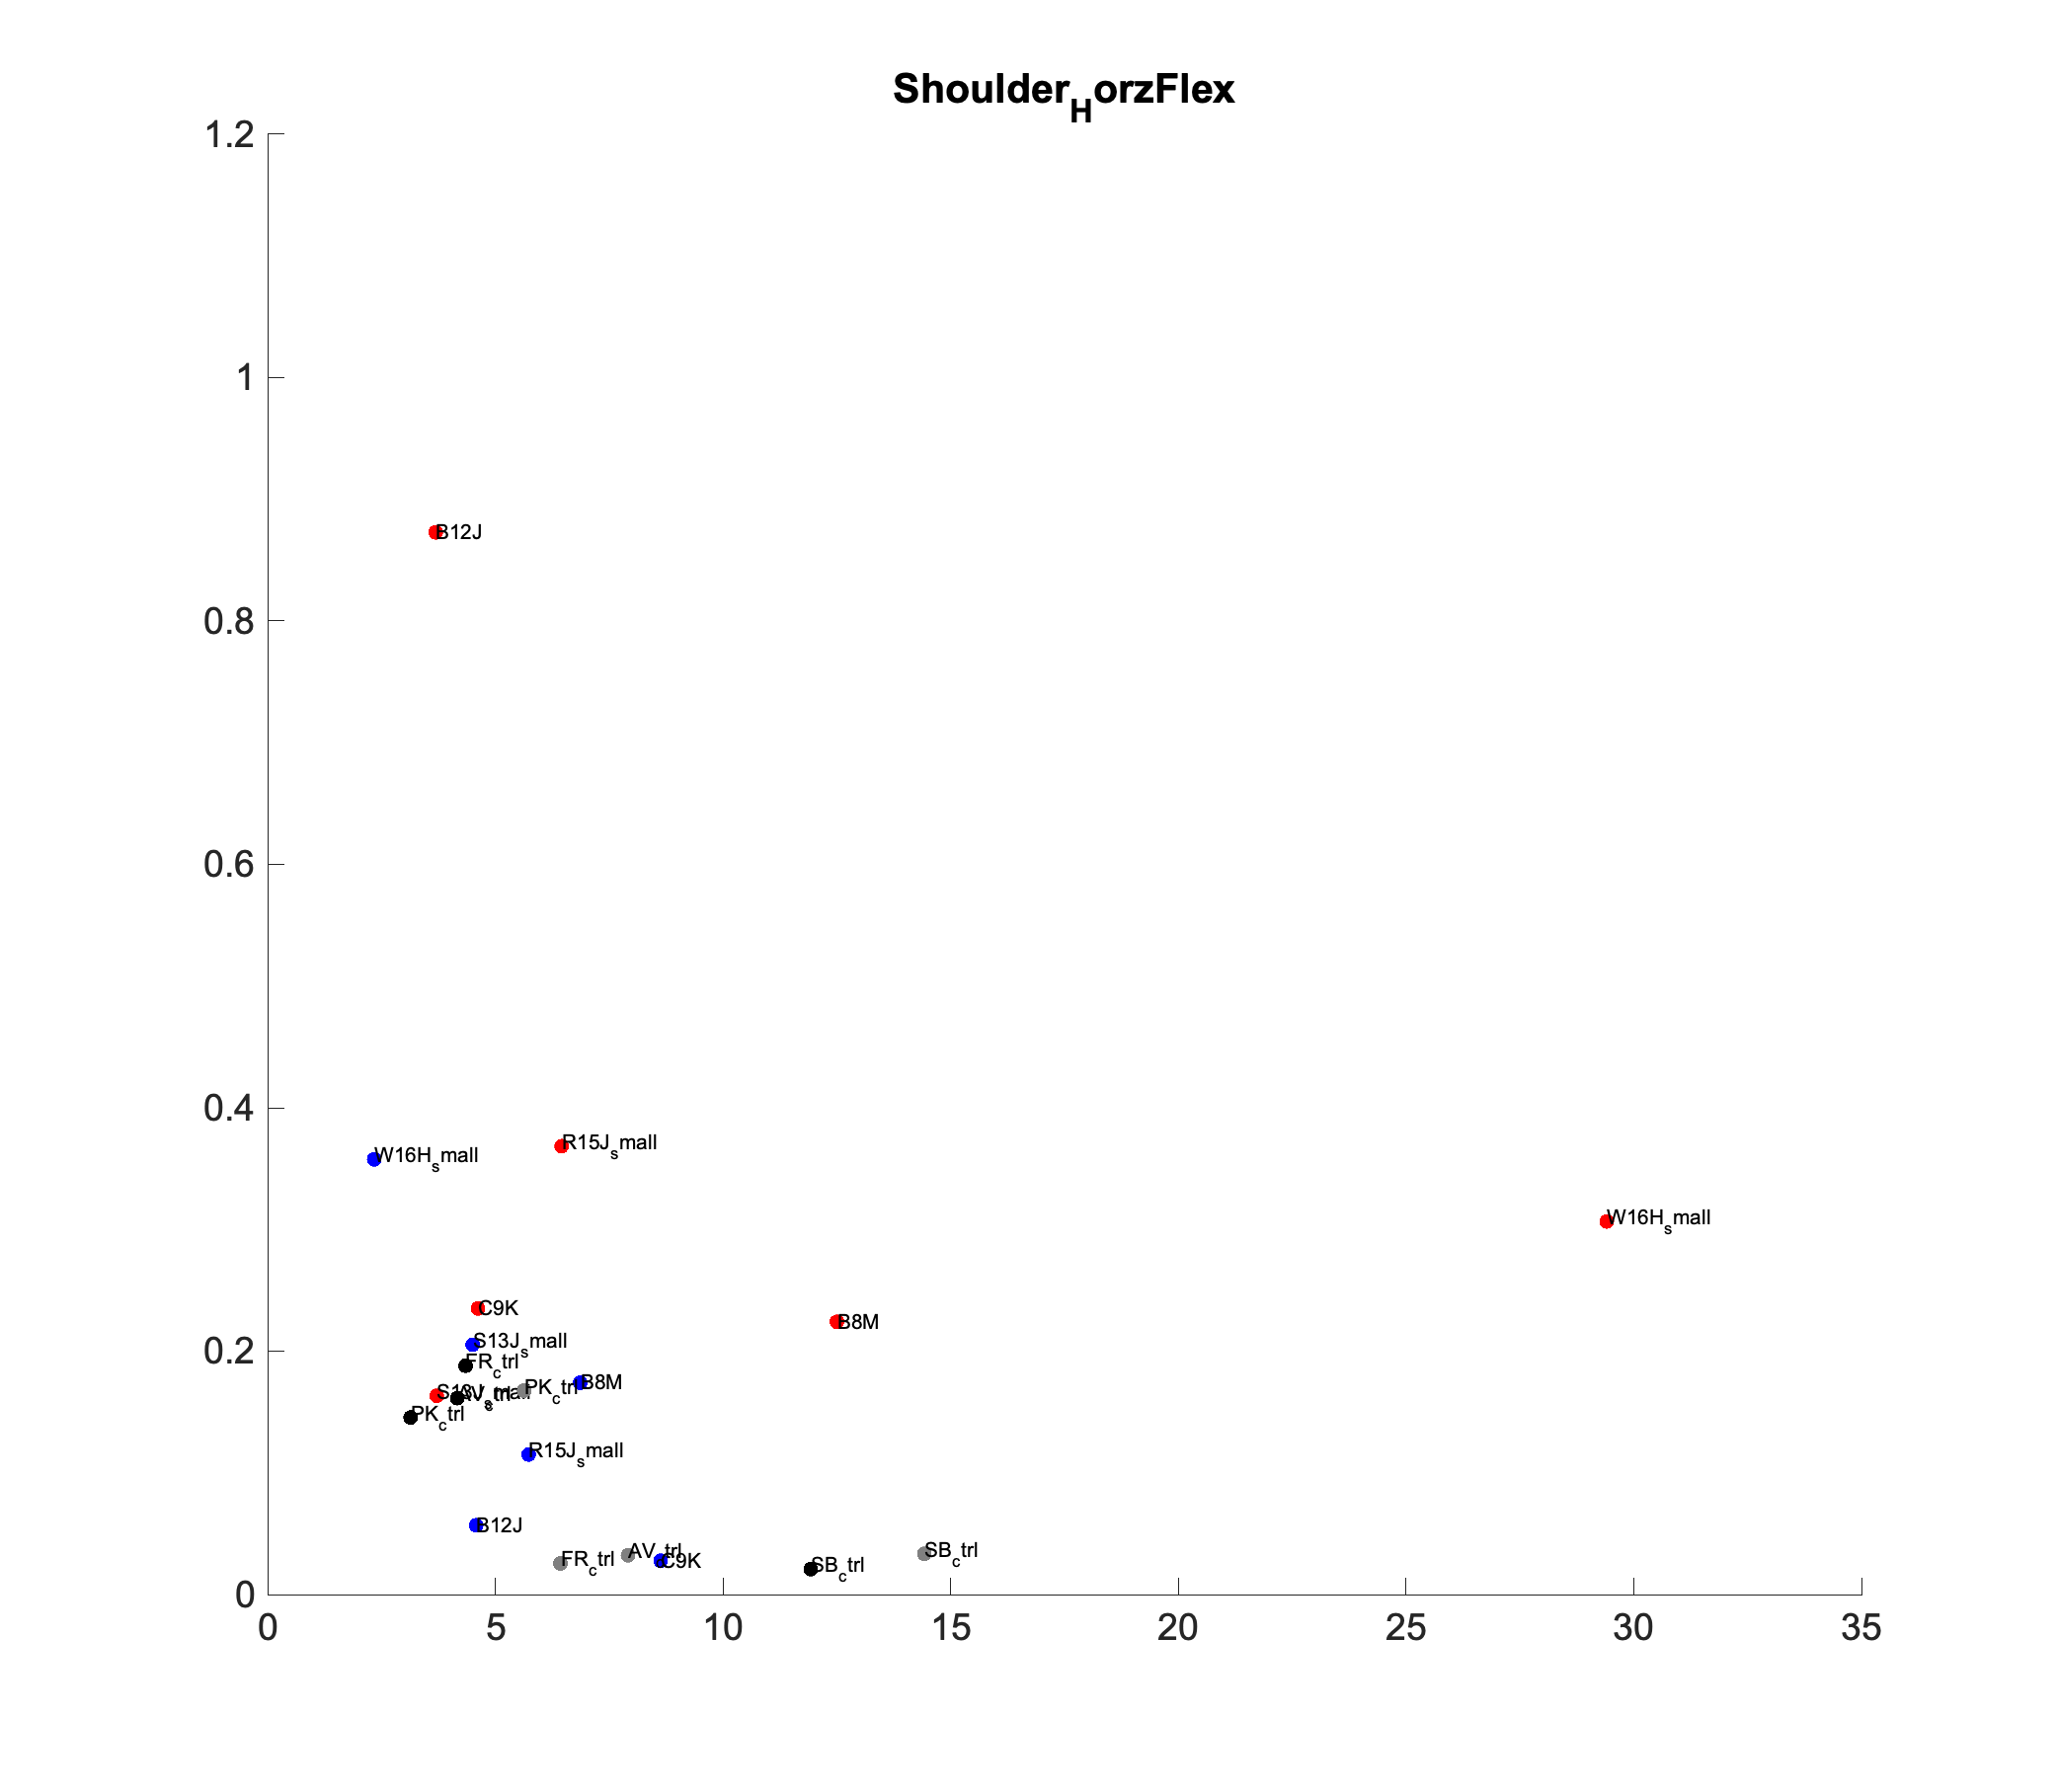 Shoulder_HorzFlex
1.2
1
0.8
0.6
0.4
0.2
0
B12J
R15J_small
W16H_small
W16H_small
C9K
B8M
S13J_small
FR_ctrl
B8M
PK_ctrl
S13J_small
AV_ctrl
PK_ctrl
R15J_small
B12J
SB_ctrl
AV_ctrl
FR_ctrl
C9K
SB_ctrl
0 5 10 15 20 25 30 35